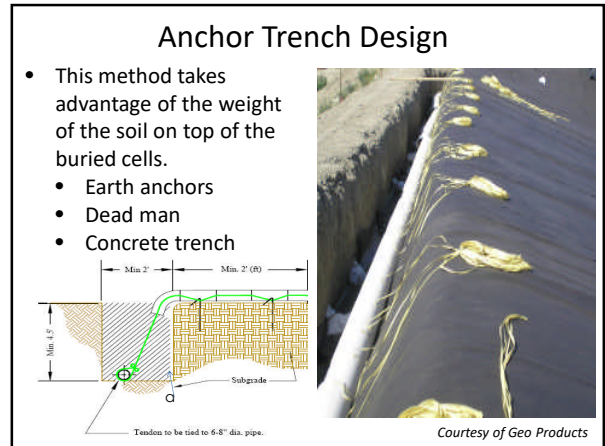 Anchor Trench Design
• This method takes
advantage of the weight
of the soil on top of the
buried cells.
• Earth anchors
• Dead man
• Concrete trench
Min 2'
Min. 2' (ft)
Min 4.5'
Subgrade
Tendon to be tied to 6-8" dia. pipe.
Courtesy of Geo Products